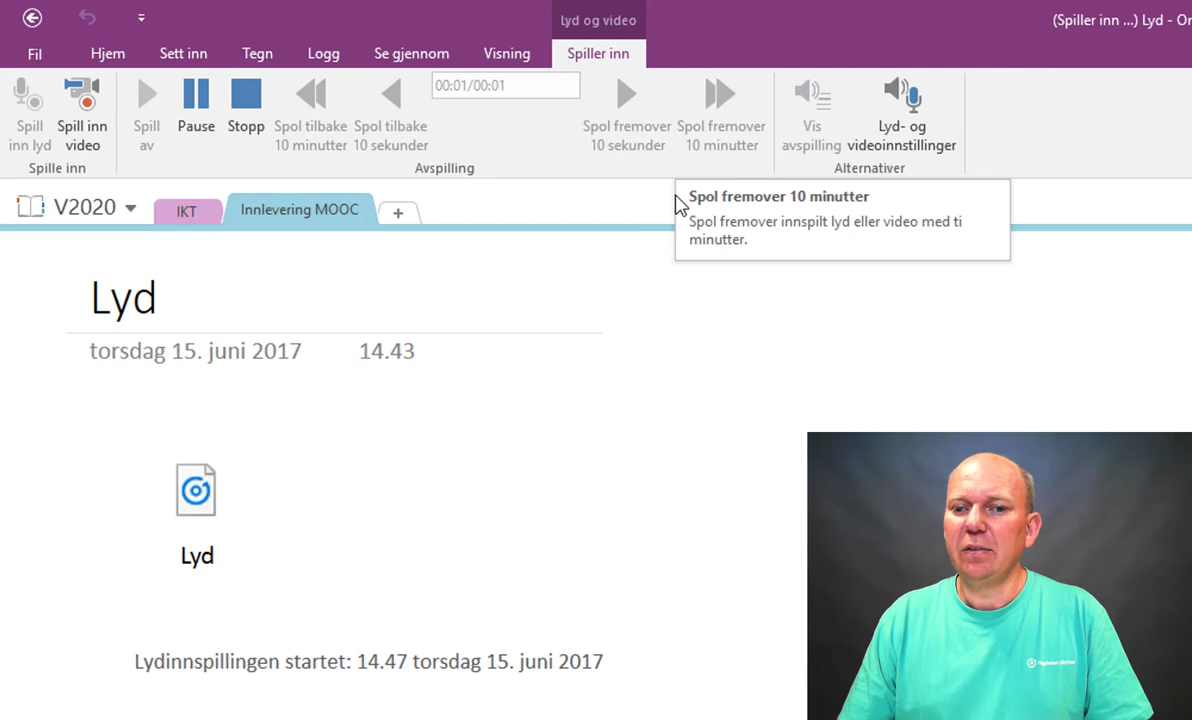 Lyd og video
(Spiller inn ...) Lyd - Or
Fil Hjem Sett inn Tegn Logg Se gjennom Visning Spiller inn
00:01/00:01
Spill inn lyd
Spill inn video
Spill av
Pause
Stopp
Spol tilbake 10 minutter
Spol tilbake 10 sekunder
Spol fremover 10 sekunder
Spol fremover 10 minutter
Vis avspilling
Lyd- og videoinnstillinger
Spille inn Avspilling Alternativer
V2020 IKT Innlevering MOOC
Spol fremover 10 minutter
Spol fremover innspilt lyd eller video med ti
minutter.
Lyd
torsdag 15. juni 2017 14.43
Lyd
Lydinnspillingen startet: 14.47 torsdag 15. juni 2017